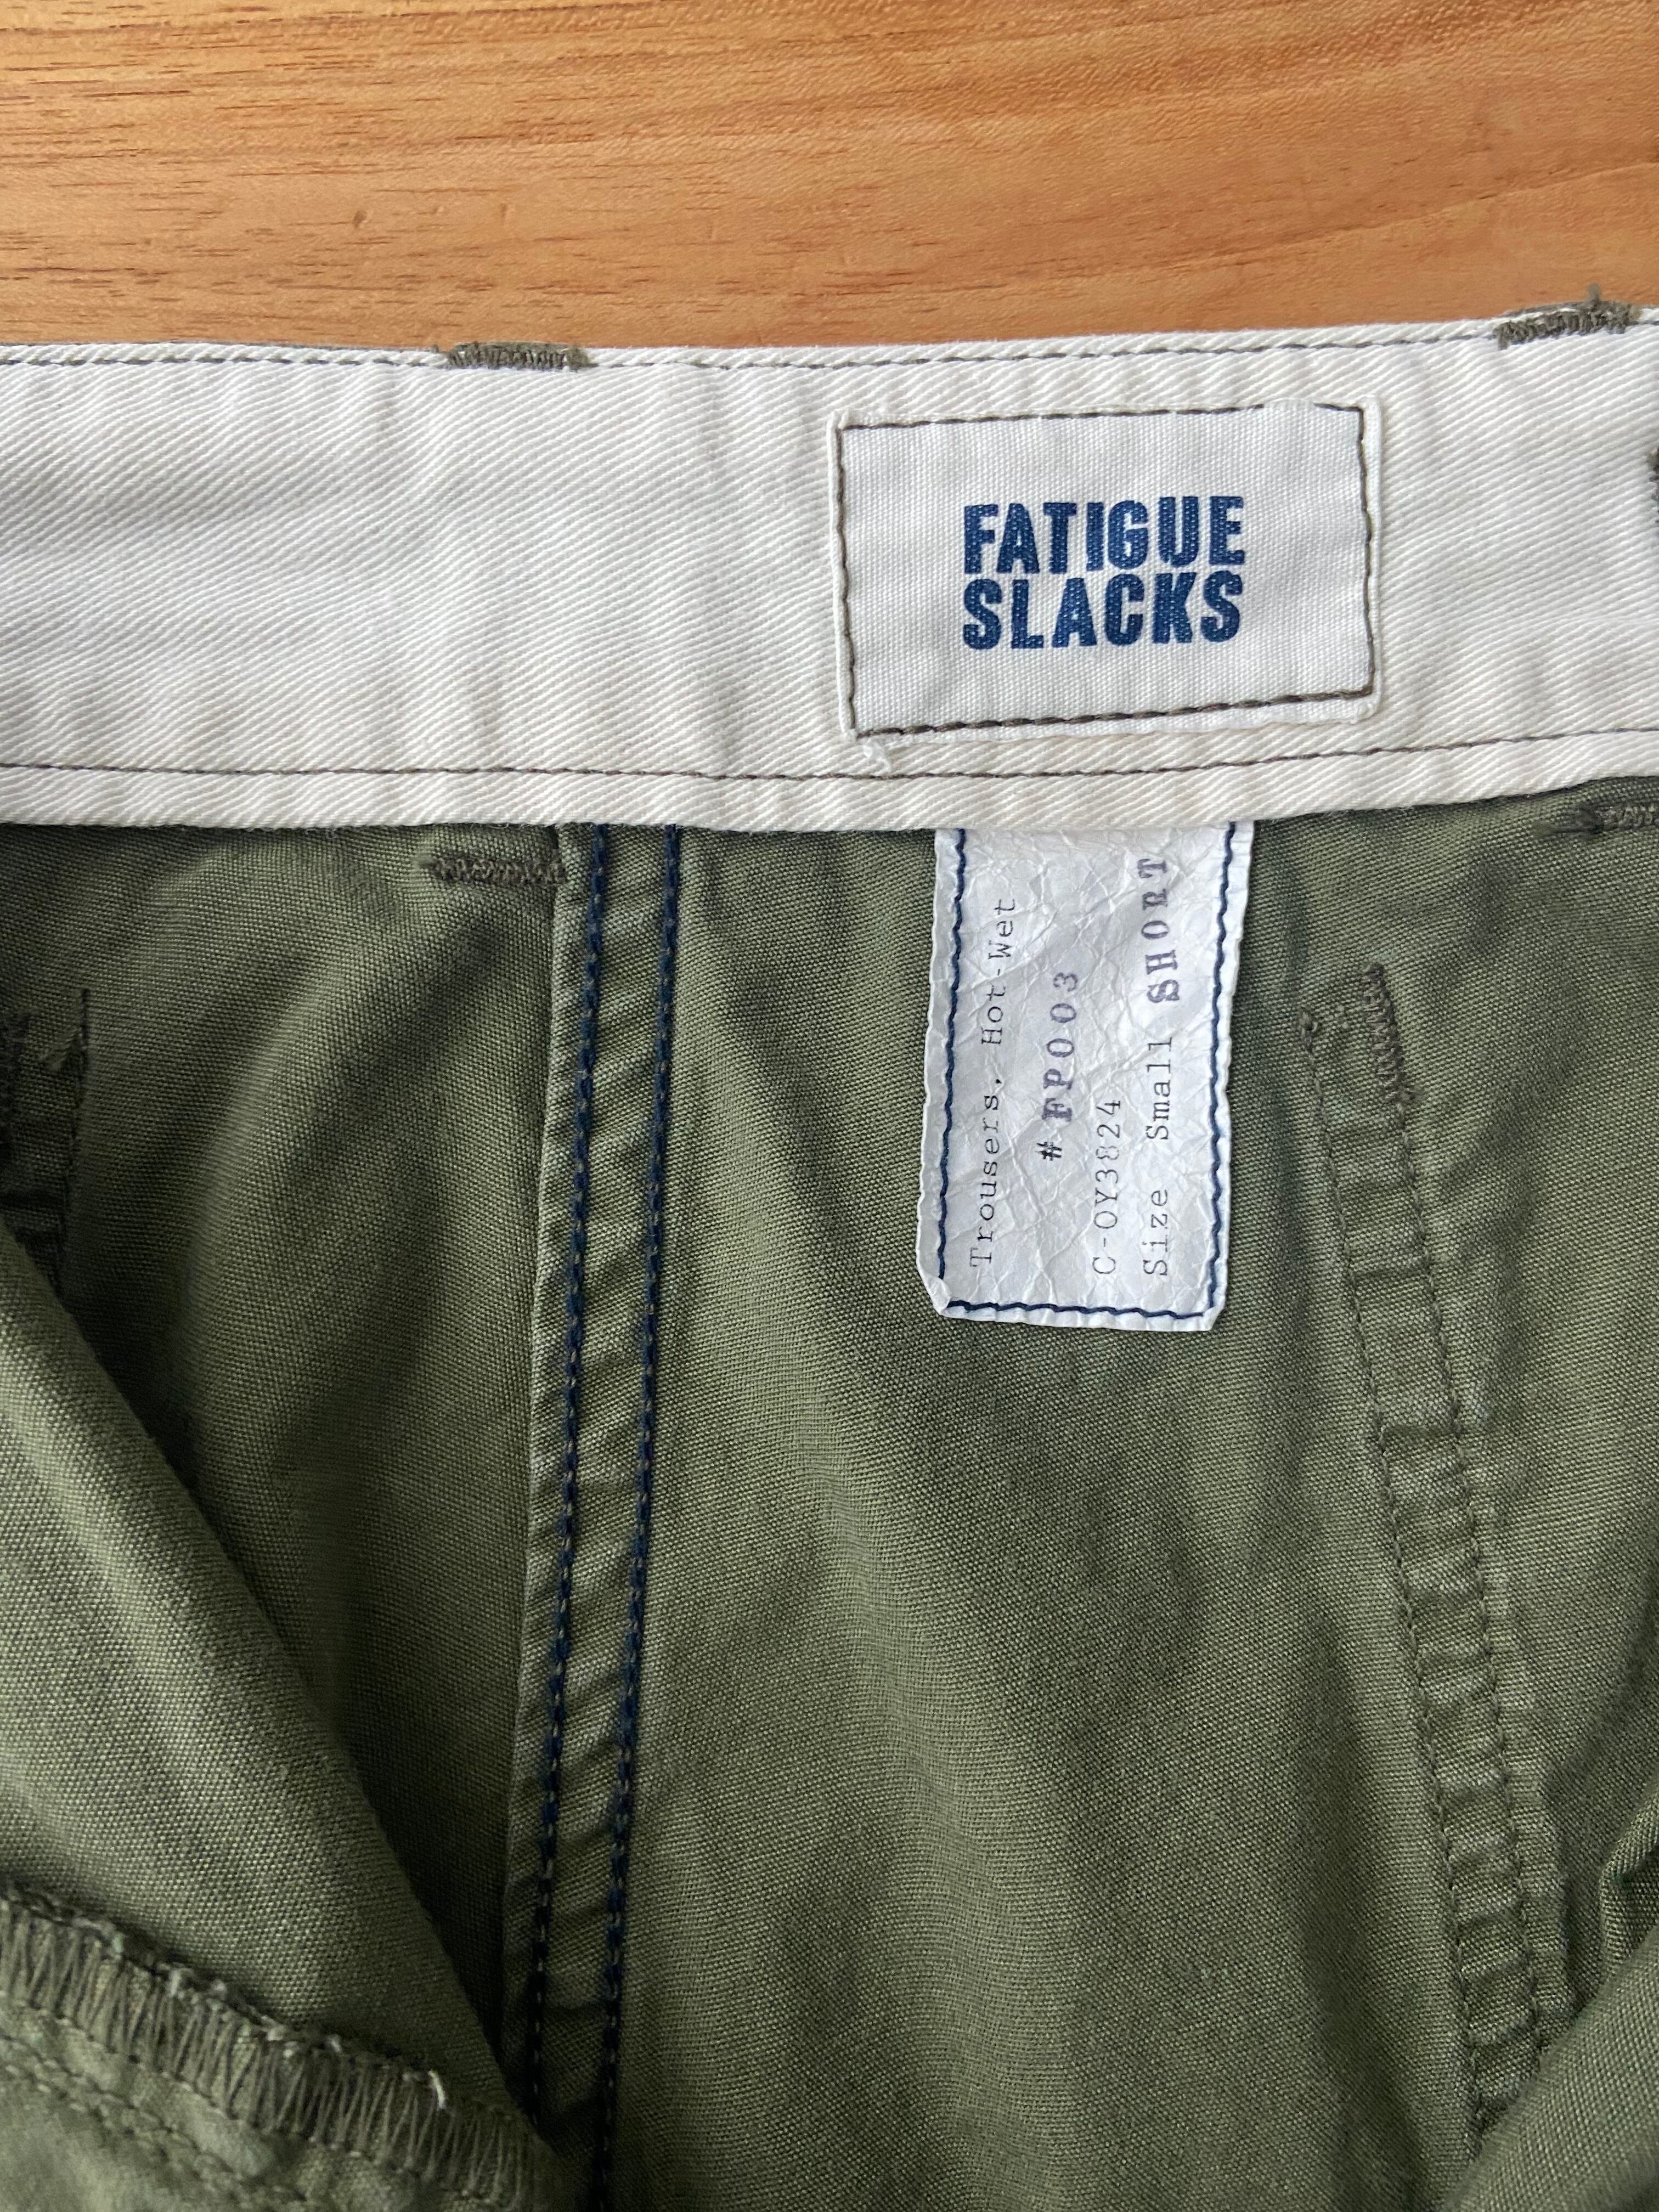 FATIGUE
SLACKS
Trousers, Hot-Wet
# FP003
C-OY3824
Size Small SHORT